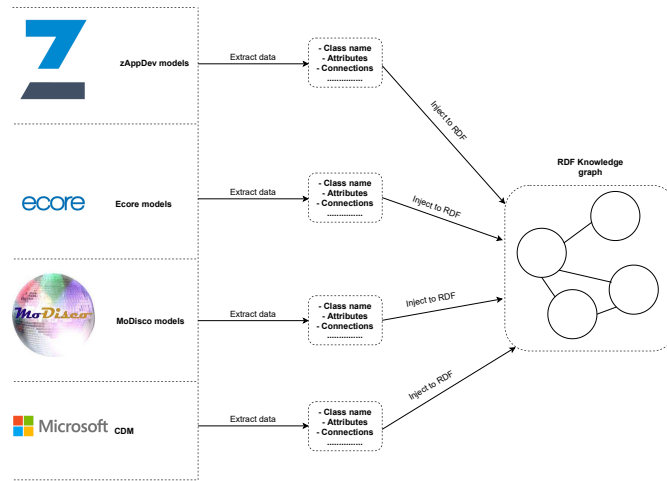 zAppDev models
Extract data
- Class name
- Attributes
- Connections
................
Inject to RDF
RDF Knowledge
graph
ecore
Ecore models
Extract data
- Class name
- Attributes
- Connections
................
Inject to RDF
MoDisco
MoDisco models
Extract data
- Class name
- Attributes
- Connections
................
Inject to RDF
Microsoft CDM
Extract data
- Class name
- Attributes
- Connections
................
Inject to RDF